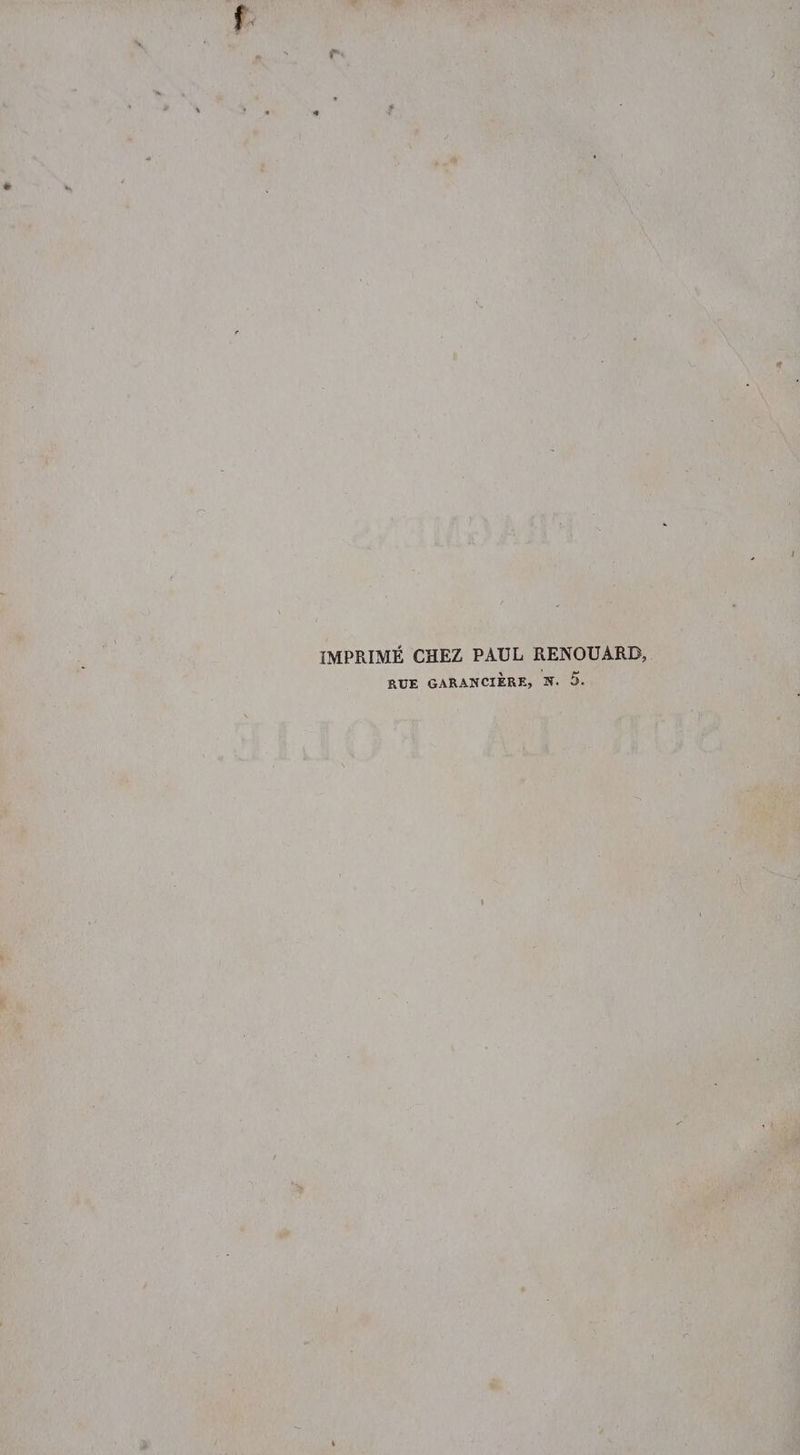 IMPRIMÉ CHEZ PAUL RENOUARD,
RUE GARANCIÈRE, N. 5.